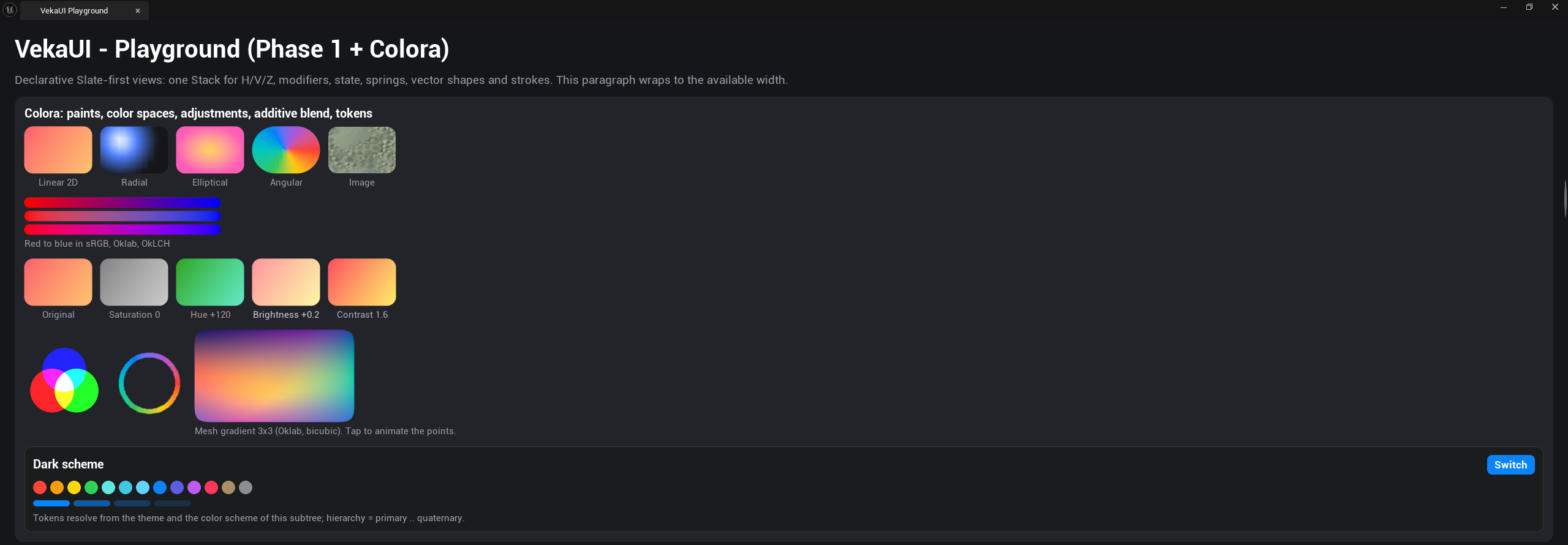 VekaUI Playground
VekaUI - Playground (Phase 1 + Colora)
Declarative Slate-first views: one Stack for H/V/Z, modifiers, state, springs, vector shapes and strokes. This paragraph wraps to the available width.
Colora: paints, color spaces, adjustments, additive blend, tokens
Linear 2D Radial Elliptical Angular Image
Red to blue in sRGB, Oklab, OkLCH
Original Saturation 0 Hue +120 Brightness +0.2 Contrast 1.6
Mesh gradient 3x3 (Oklab, bicubic). Tap to animate the points.
Dark scheme Switch
Tokens resolve from the theme and the color scheme of this subtree; hierarchy = primary .. quaternary.